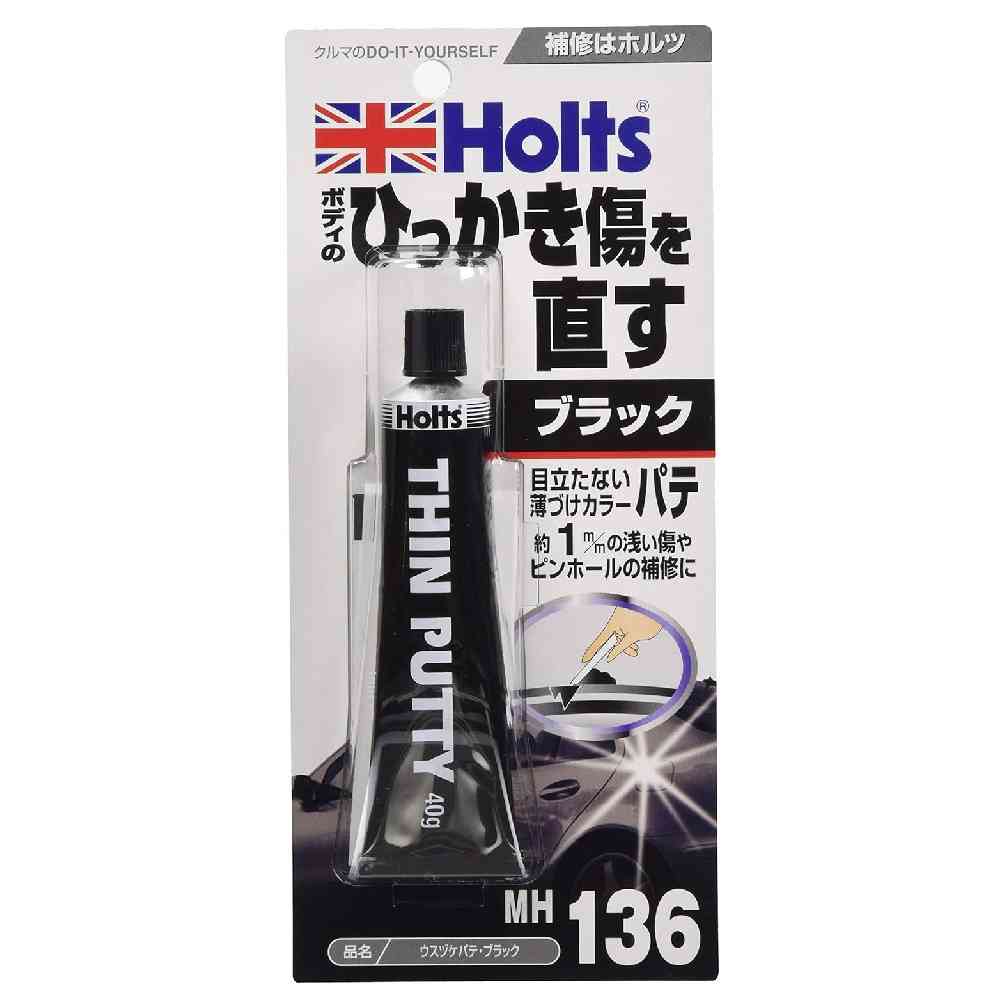 クルマのDO-IT-YOURSELF
補修はホルツ
Holts®
ボディの
ひっかき傷を
直す
ブラック
Holts
THIN PUTTY 40g
目立たない
薄づけカラーパテ
約1m/mの浅い傷や
ピンホールの補修に
MH 136
品名 ウスヅケパテ・ブラック